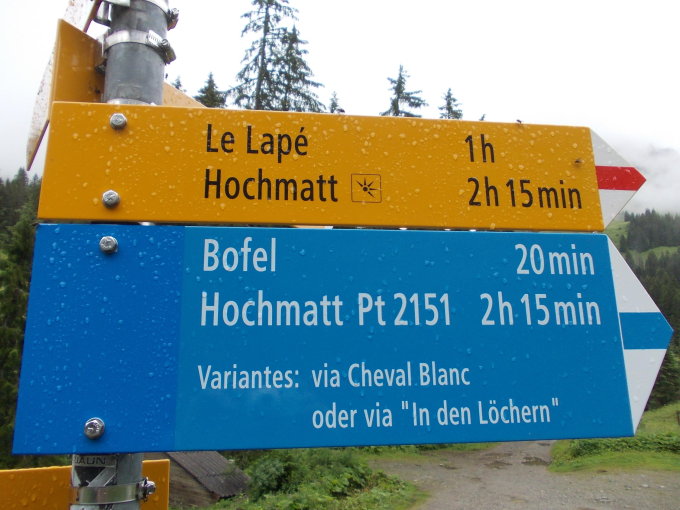 Le Lapé 1h
Hochmatt 2h 15min
Bofel 20min
Hochmatt Pt 2151 2h 15min
Variantes: via Cheval Blanc
oder via "In den Löchern"